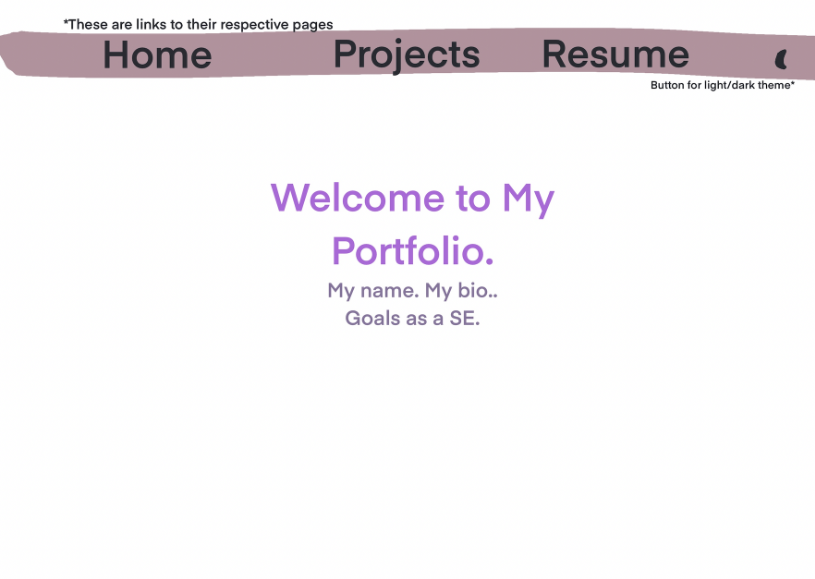 *These are links to their respective pages
Home Projects Resume
Button for light/dark theme*
Welcome to My
Portfolio.
My name. My bio..
Goals as a SE.